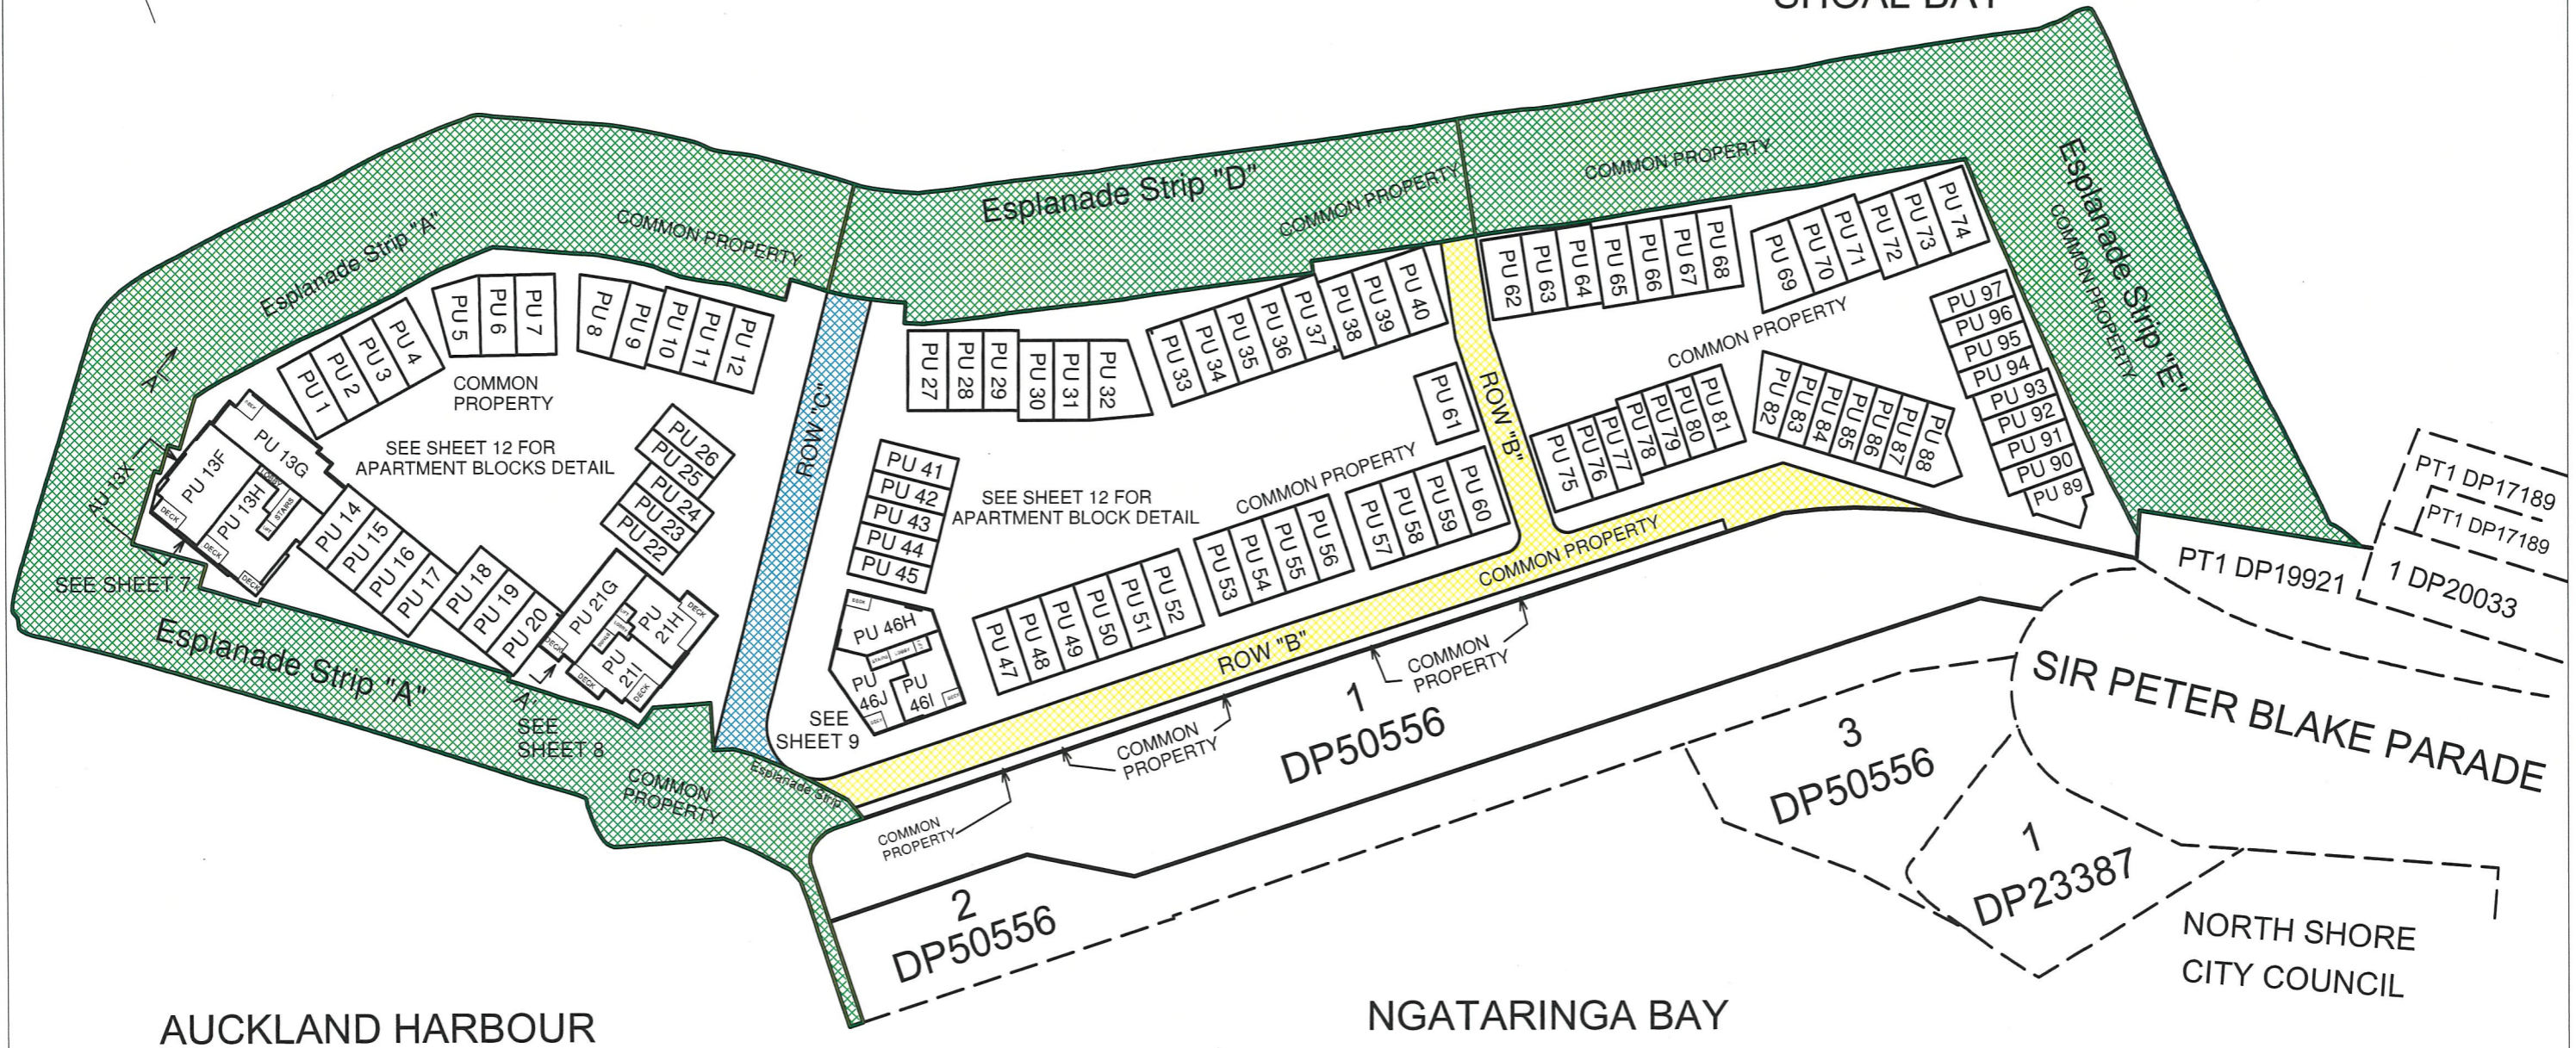 SHOAL BAY
Esplanade Strip "A"
COMMON PROPERTY
Esplanade Strip "D"
COMMON PROPERTY
COMMON PROPERTY
Esplanade Strip "E"
COMMON PROPERTY
A
PU 1
PU 2
PU 3
PU 4
PU 5
PU 6
PU 7
PU 8
PU 9
PU 10
PU 11
PU 12
COMMON
PROPERTY
SEE SHEET 12 FOR
APARTMENT BLOCKS DETAIL
AU 13X
PU 13F
PU 13G
PU 13H
LOBBY
STAIRS
DECK
DECK
DECK
SEE SHEET 7
PU 14
PU 15
PU 16
PU 17
PU 18
PU 19
PU 20
PU 21G
PU
21H
PU
21I
DECK
DECK
DECK
DECK
PU 26
PU 25
PU 24
PU 23
PU 22
A'
SEE
SHEET 8
Esplanade Strip "A"
COMMON
PROPERTY
Esplanade Strip
ROW "C"
PU 27
PU 28
PU 29
PU 30
PU 31
PU 32
PU 33
PU 34
PU 35
PU 36
PU 37
PU 38
PU 39
PU 40
PU 41
PU 42
PU 43
PU 44
PU 45
SEE SHEET 12 FOR
APARTMENT BLOCK DETAIL
PU 46H
STAIRS
LOBBY
PU
46J
PU
46I
DECK
DECK
DECK
SEE
SHEET 9
COMMON PROPERTY
PU 47
PU 48
PU 49
PU 50
PU 51
PU 52
PU 53
PU 54
PU 55
PU 56
PU 57
PU 58
PU 59
PU 60
PU 61
ROW "B"
ROW "B"
COMMON PROPERTY
PU 62
PU 63
PU 64
PU 65
PU 66
PU 67
PU 68
PU 69
PU 70
PU 71
PU 72
PU 73
PU 74
COMMON PROPERTY
PU 75
PU 76
PU 77
PU 78
PU 79
PU 80
PU 81
PU 82
PU 83
PU 84
PU 85
PU 86
PU 87
PU 88
PU 97
PU 96
PU 95
PU 94
PU 93
PU 92
PU 91
PU 90
PU 89
COMMON
PROPERTY
COMMON
PROPERTY
COMMON
PROPERTY
1
DP50556
2
DP50556
3
DP50556
1
DP23387
PT1 DP17189
PT1 DP17189
PT1 DP19921
1 DP20033
SIR PETER BLAKE PARADE
NORTH SHORE
CITY COUNCIL
AUCKLAND HARBOUR
NGATARINGA BAY